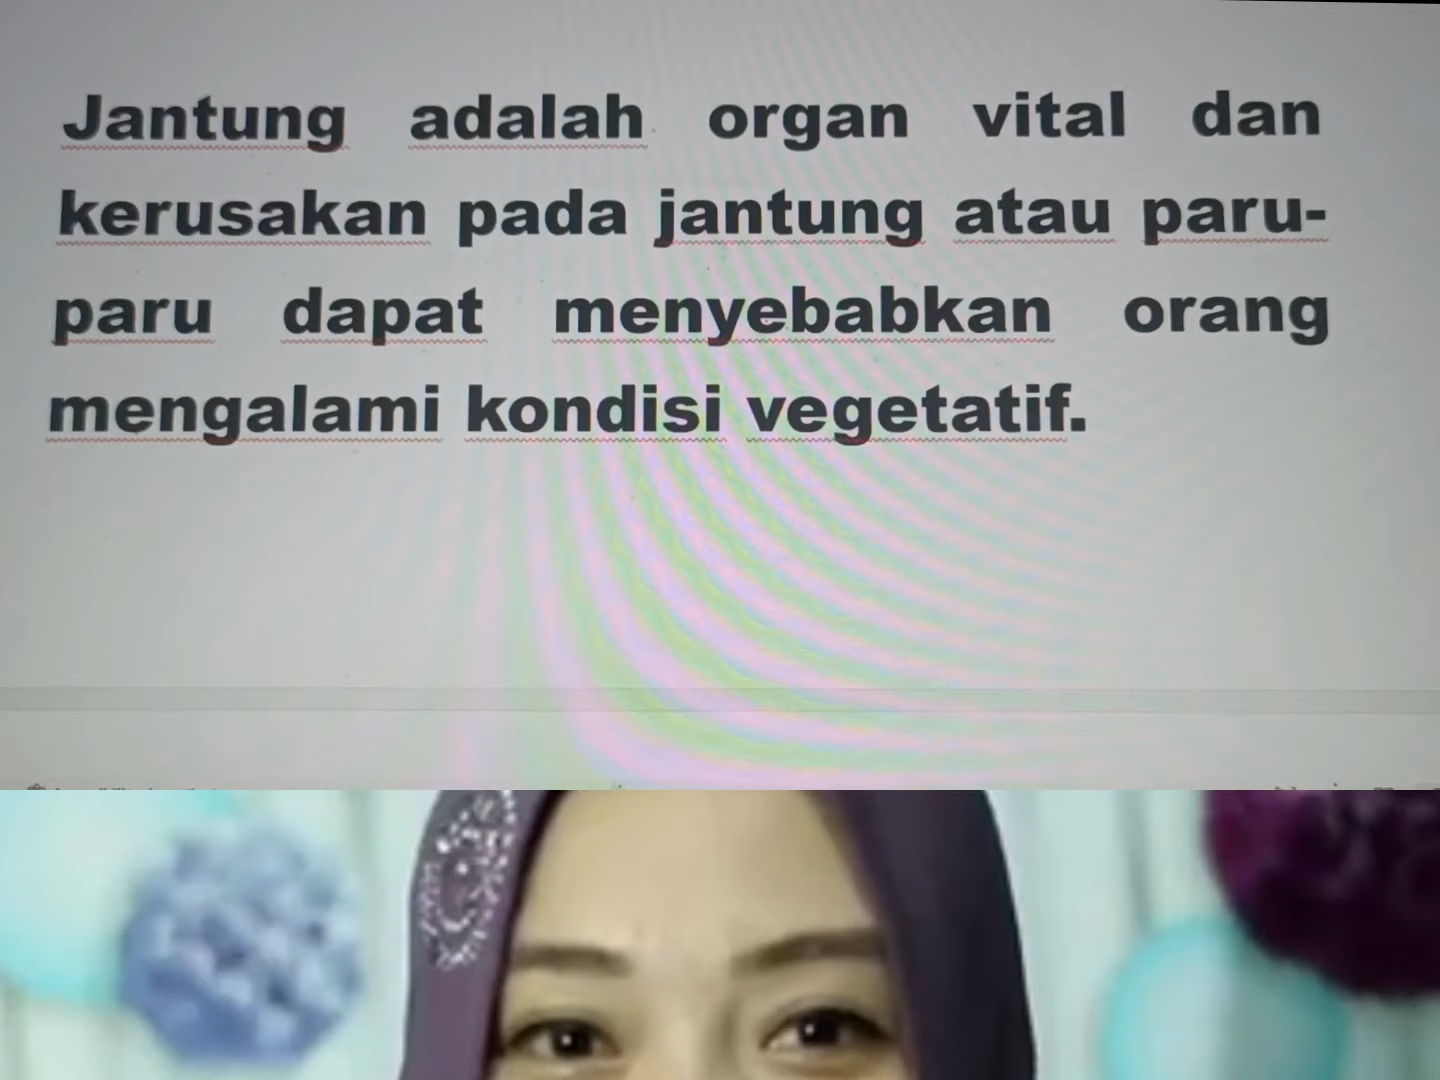 Jantung adalah organ vital dan
kerusakan pada jantung atau paru-
paru dapat menyebabkan orang
mengalami kondisi vegetatif.